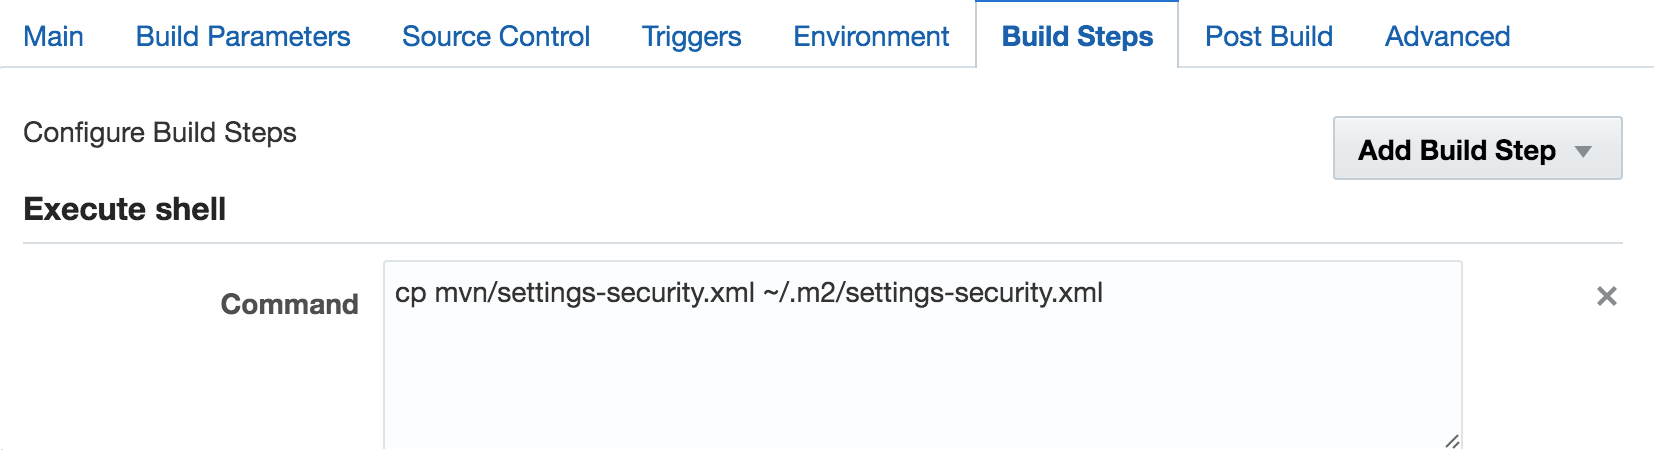 Main Build Parameters Source Control Triggers Environment Build Steps Post Build Advanced
Configure Build Steps
Add Build Step
Execute shell
Command
cp mvn/settings-security.xml ~/.m2/settings-security.xml